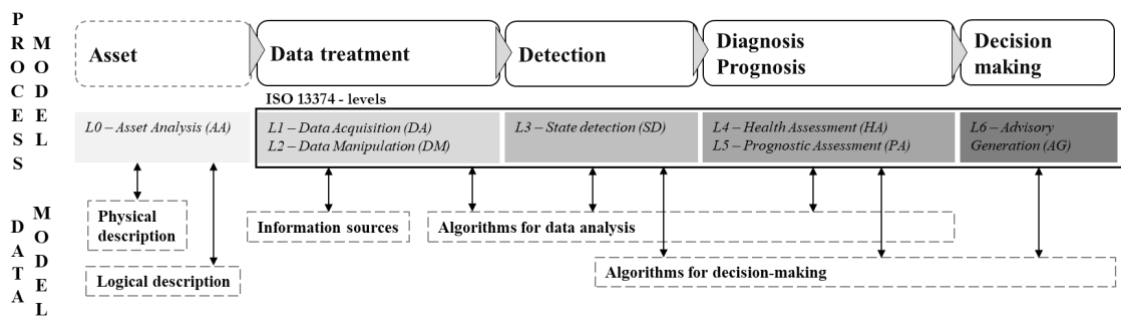 PROCESS
MODEL
Asset
Data treatment
Detection
Diagnosis
Prognosis
Decision
making
ISO 13374 - levels
L0 – Asset Analysis (AA)
L1 – Data Acquisition (DA)
L2 – Data Manipulation (DM)
L3 – State detection (SD)
L4 – Health Assessment (HA)
L5 – Prognostic Assessment (PA)
L6 – Advisory
Generation (AG)
DATA
MODEL
Physical
description
Information sources
Algorithms for data analysis
Logical description
Algorithms for decision-making